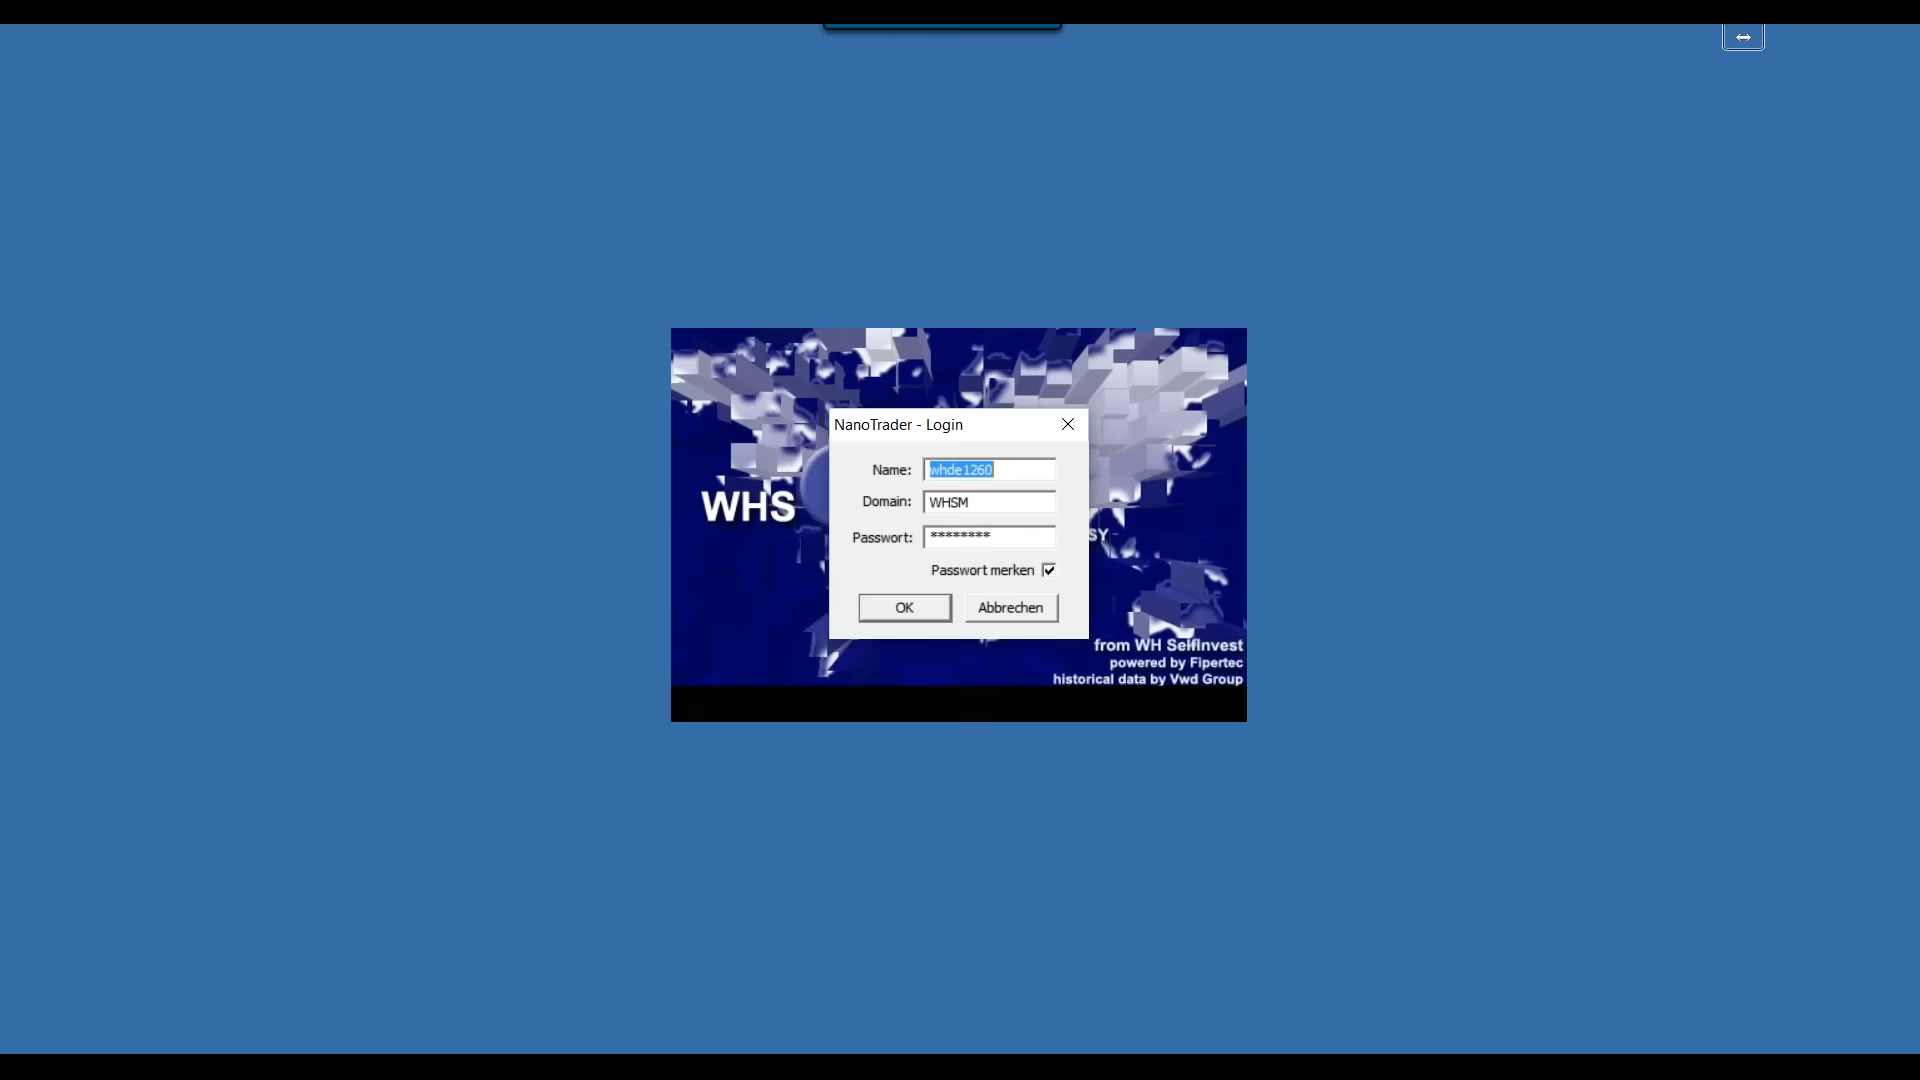 NanoTrader - Login
Name: whde1260
Domain: WHSM
Passwort: ********
Passwort merken
OK Abbrechen
WHS
SY
from WH SelfInvest
powered by Fipertec
historical data by Vwd Group